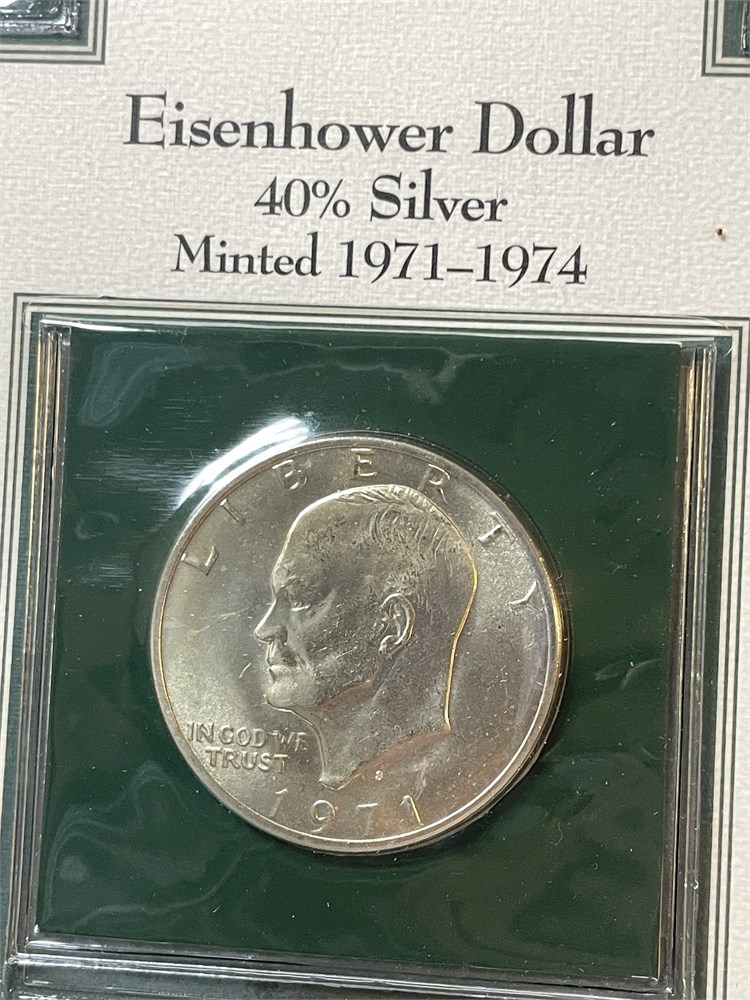 Eisenhower Dollar
40% Silver
Minted 1971–1974
LIBERTY
IN GOD WE
TRUST
S
1971